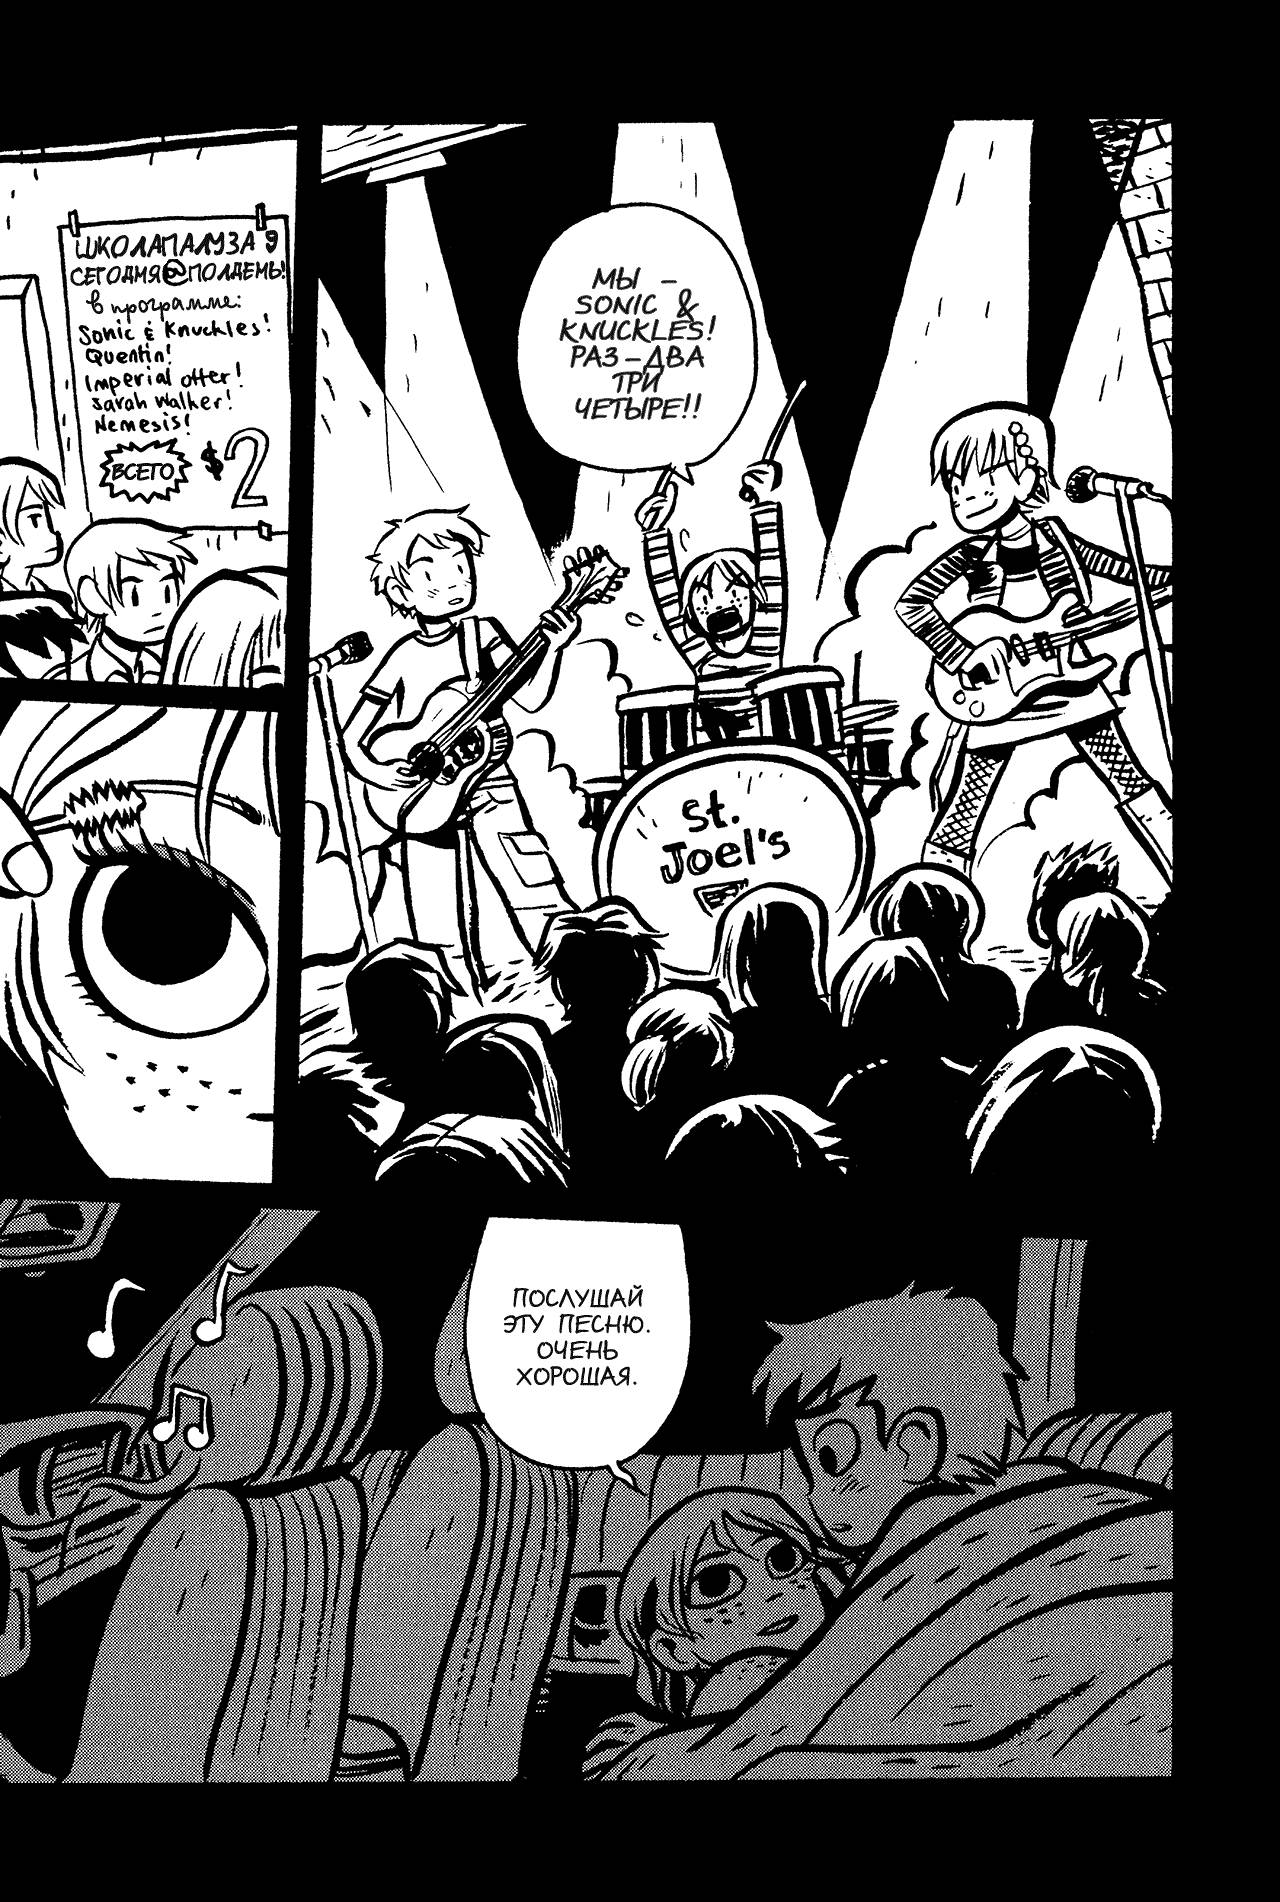 ШКОЛАПАЛУЗА 9
СЕГОДНЯ@ПОЛДЕНЬ!
в программе:
Sonic & Knuckles!
Quentin!
Imperial otter!
Sarah Walker!
Nemesis!
ВСЕГО $2
МЫ –
SONIC &
KNUCKLES!
РАЗ-ДВА
ТРИ
ЧЕТЫРЕ!!
St.
Joel's
ПОСЛУШАЙ
ЭТУ ПЕСНЮ.
ОЧЕНЬ
ХОРОШАЯ.